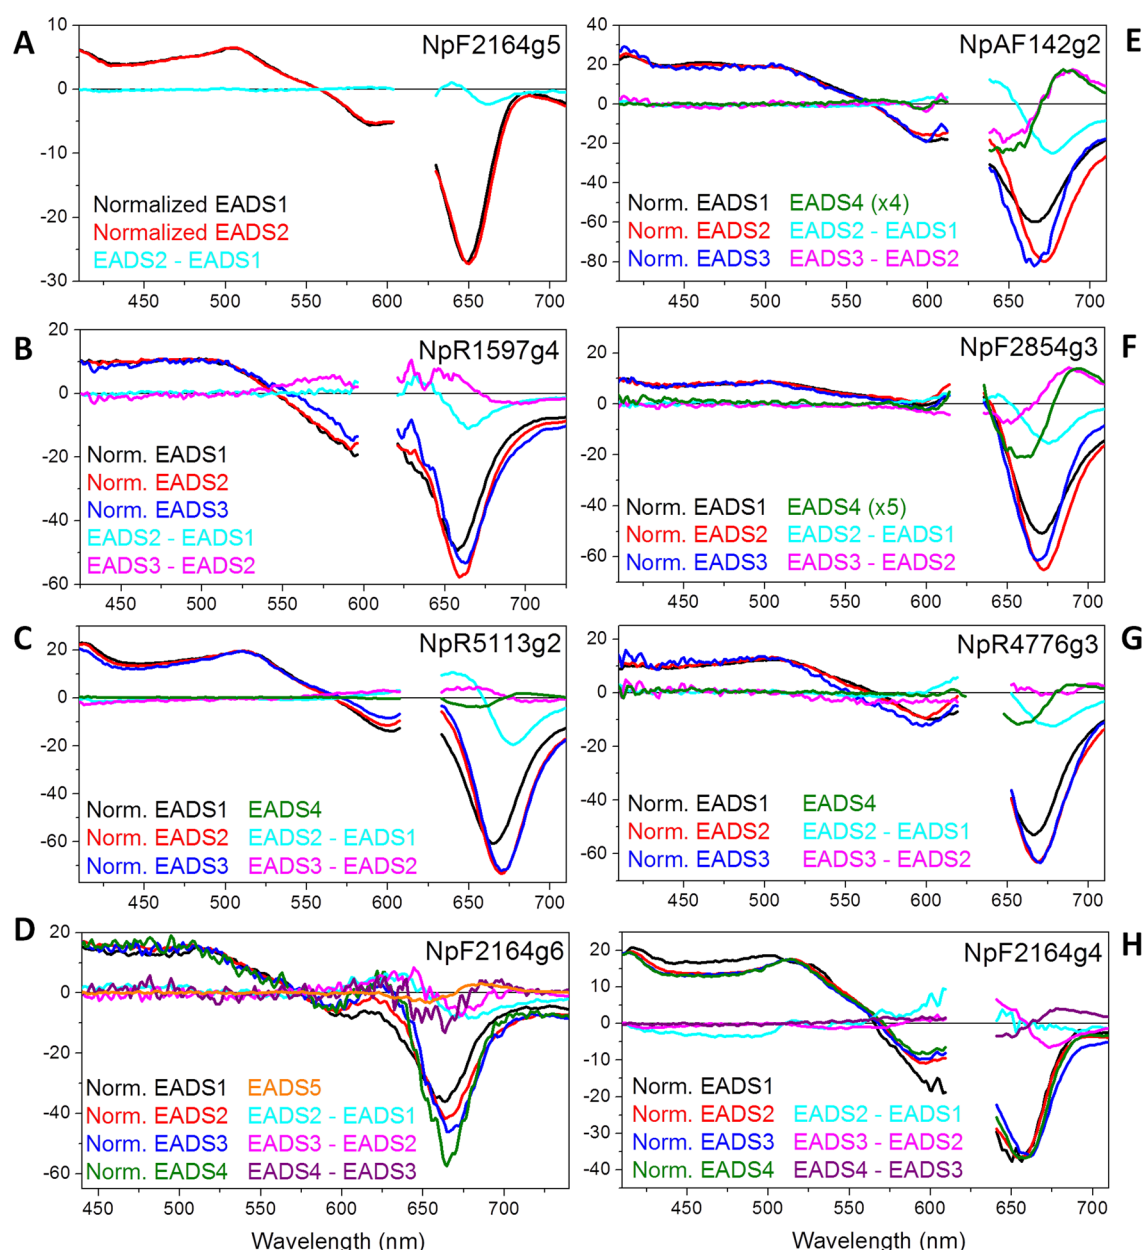 A
NpF2164g5
10
0
-10
-20
-30
Normalized EADS1
Normalized EADS2
EADS2 - EADS1
450 500 550 600 650 700
B
NpR1597g4
20
0
-20
-40
-60
Norm. EADS1
Norm. EADS2
Norm. EADS3
EADS2 - EADS1
EADS3 - EADS2
450 500 550 600 650 700
C
NpR5113g2
20
0
-20
-40
-60
Norm. EADS1 EADS4
Norm. EADS2 EADS2 - EADS1
Norm. EADS3 EADS3 - EADS2
450 500 550 600 650 700
D
NpF2164g6
20
0
-20
-40
-60
Norm. EADS1 EADS5
Norm. EADS2 EADS2 - EADS1
Norm. EADS3 EADS3 - EADS2
Norm. EADS4 EADS4 - EADS3
450 500 550 600 650 700
Wavelength (nm)
E
NpAF142g2
40
20
0
-20
-40
-60
-80
Norm. EADS1 EADS4 (x4)
Norm. EADS2 EADS2 - EADS1
Norm. EADS3 EADS3 - EADS2
450 500 550 600 650 700
F
NpF2854g3
20
0
-20
-40
-60
Norm. EADS1 EADS4 (x5)
Norm. EADS2 EADS2 - EADS1
Norm. EADS3 EADS3 - EADS2
450 500 550 600 650 700
G
NpR4776g3
20
0
-20
-40
-60
Norm. EADS1 EADS4
Norm. EADS2 EADS2 - EADS1
Norm. EADS3 EADS3 - EADS2
450 500 550 600 650 700
H
NpF2164g4
20
10
0
-10
-20
-30
-40
Norm. EADS1
Norm. EADS2 EADS2 - EADS1
Norm. EADS3 EADS3 - EADS2
Norm. EADS4 EADS4 - EADS3
450 500 550 600 650 700
Wavelength (nm)